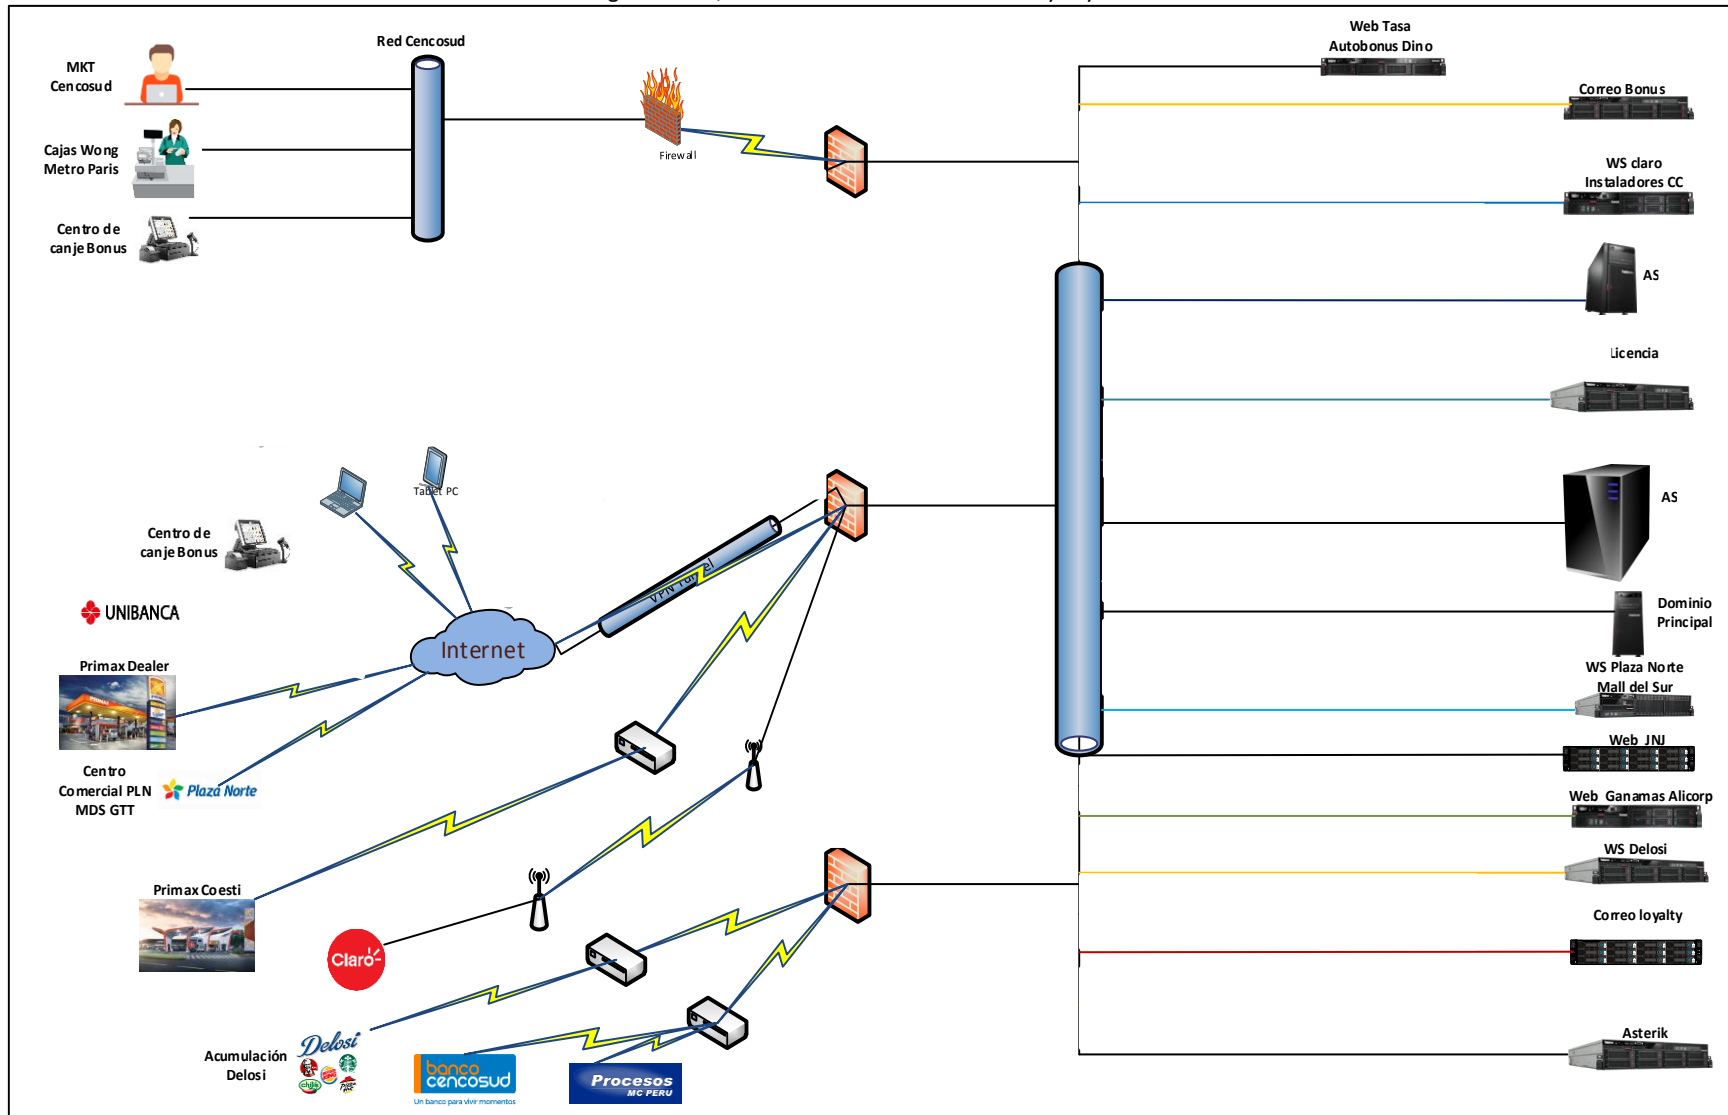 Red Cencosud
MKT
Cencosud
Cajas Wong
Metro Paris
Centro de
canje Bonus
Firewall
Web Tasa
Autobonus Dino
Correo Bonus
WS claro
Instaladores CC
AS
Licencia
AS
Dominio
Principal
WS Plaza Norte
Mall del Sur
Web JNJ
Web Ganamas Alicorp
WS Delosi
Correo loyalty
Asterik
Tablet PC
Centro de
canje Bonus
VPN Tunel
UNIBANCA
Internet
Primax Dealer
Centro
Comercial PLN
MDS GTT
Plaza Norte
Primax Coesti
Claro
Acumulación
Delosi
Delosi
banco
cencosud
Un banco para vivir momentos
Procesos
MC PERU